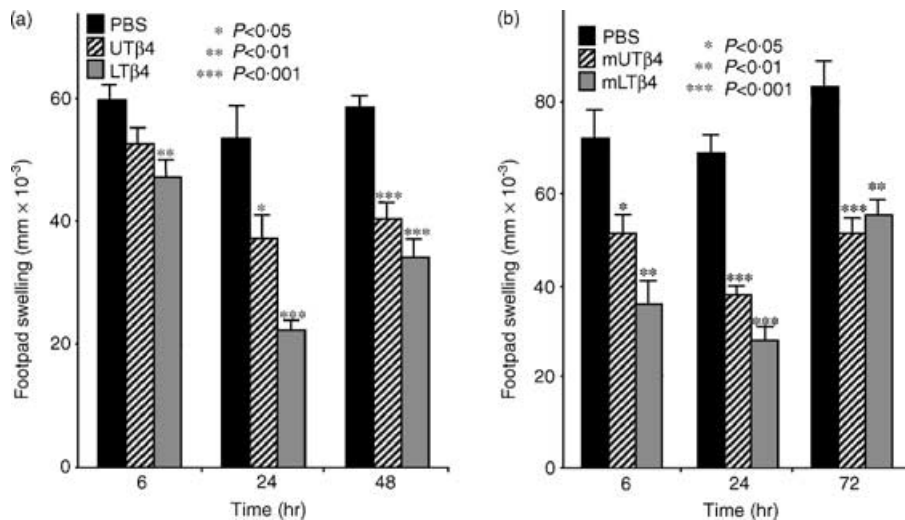 (a)
PBS
UTβ4
LTβ4
* P<0·05
** P<0·01
*** P<0·001
60
40
20
0
Footpad swelling (mm × 10⁻³)
**
*
***
***
***
6
24
48
Time (hr)
(b)
PBS
mUTβ4
mLTβ4
* P<0·05
** P<0·01
*** P<0·001
80
60
40
20
0
Footpad swelling (mm × 10⁻³)
*
**
***
***
***
**
6
24
72
Time (hr)